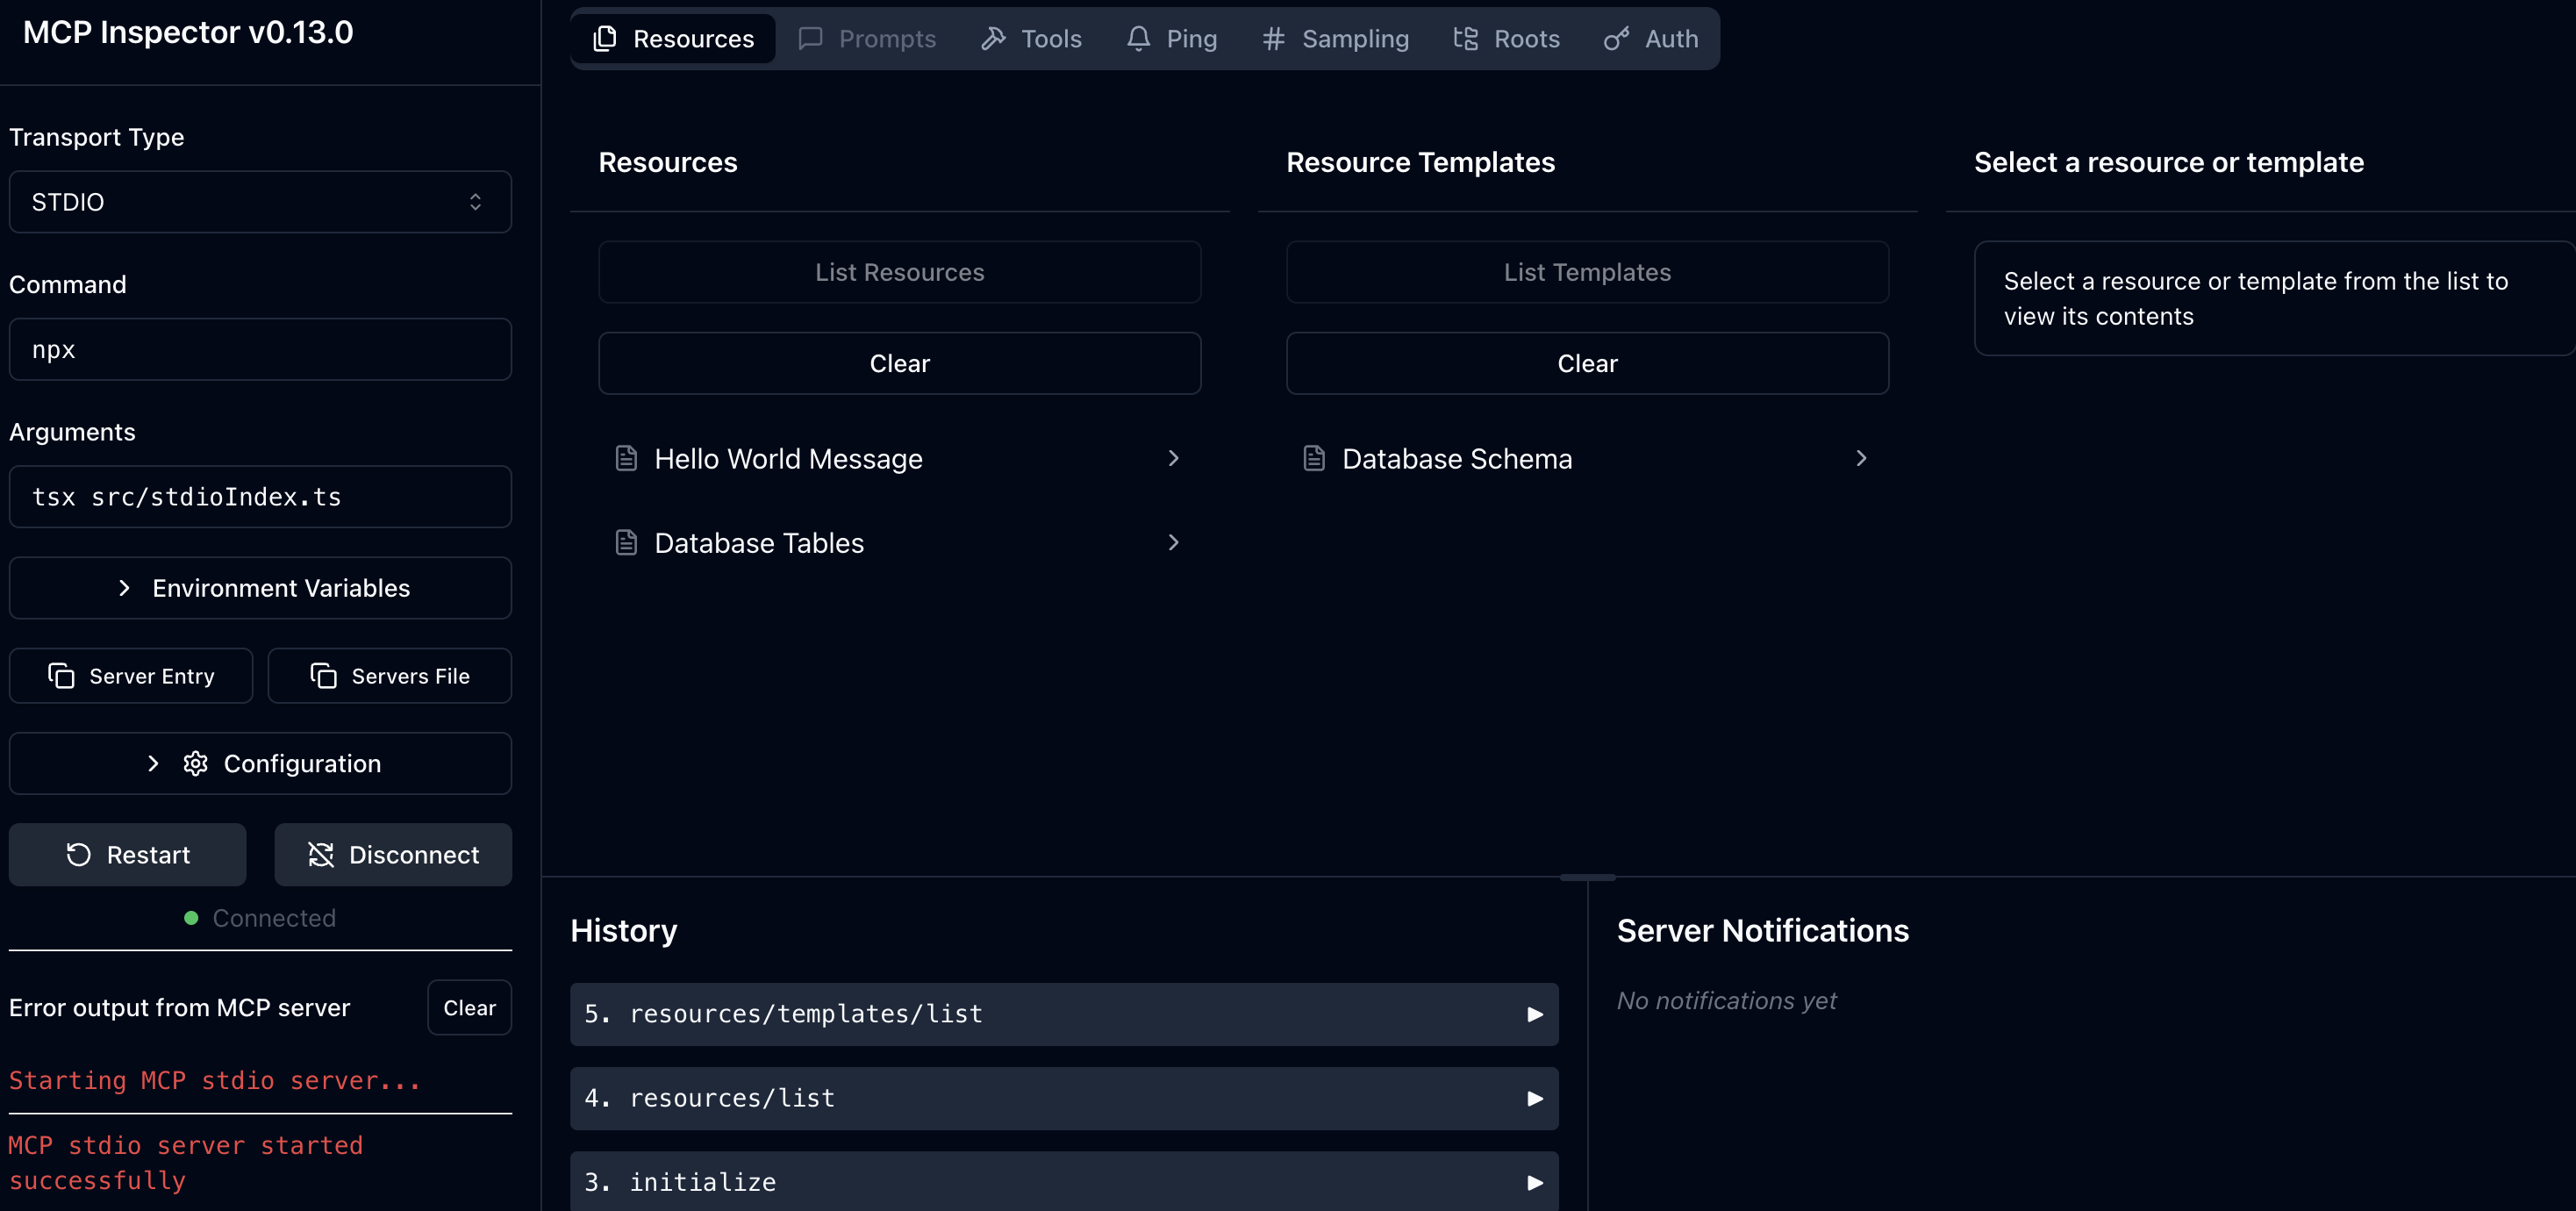 MCP Inspector v0.13.0
Transport Type
STDIO
Command
npx
Arguments
tsx src/stdioIndex.ts
Environment Variables
Server Entry
Servers File
Configuration
Restart
Disconnect
Connected
Error output from MCP server
Clear
Starting MCP stdio server...
MCP stdio server started
successfully
Resources
Prompts
Tools
Ping
Sampling
Roots
Auth
Resources
List Resources
Clear
Hello World Message
Database Tables
Resource Templates
List Templates
Clear
Database Schema
Select a resource or template
Select a resource or template from the list to
view its contents
History
5. resources/templates/list
4. resources/list
3. initialize
Server Notifications
No notifications yet